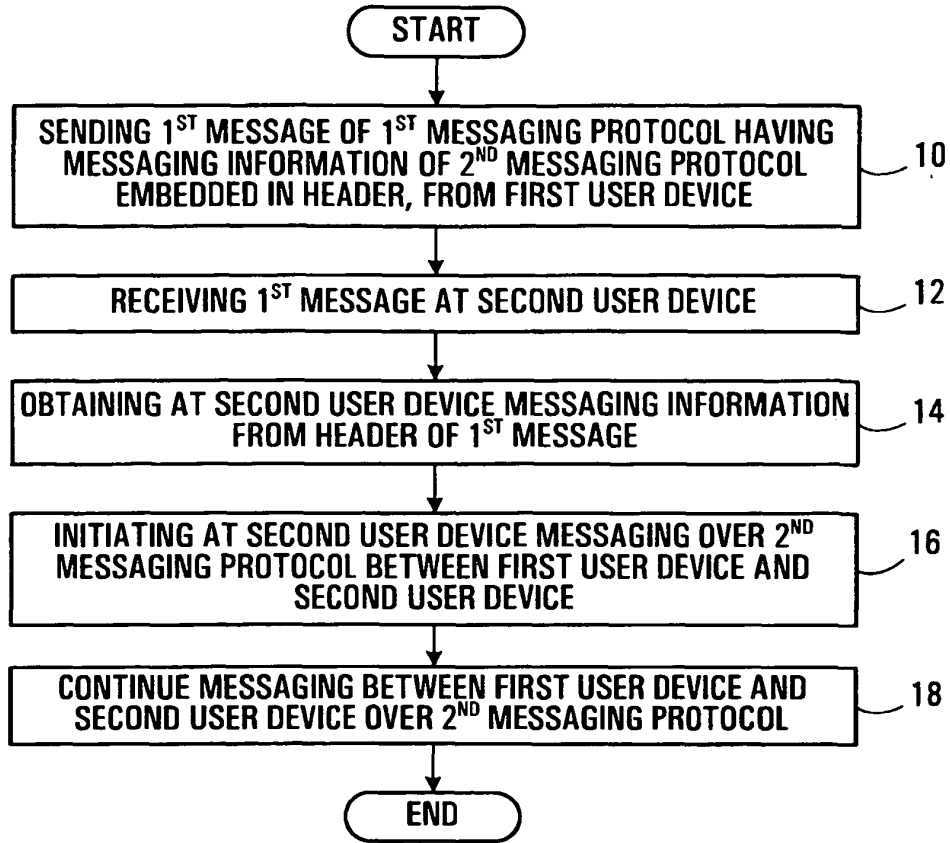 START
SENDING 1ST MESSAGE OF 1ST MESSAGING PROTOCOL HAVING
MESSAGING INFORMATION OF 2ND MESSAGING PROTOCOL
EMBEDDED IN HEADER, FROM FIRST USER DEVICE
10
RECEIVING 1ST MESSAGE AT SECOND USER DEVICE
12
OBTAINING AT SECOND USER DEVICE MESSAGING INFORMATION
FROM HEADER OF 1ST MESSAGE
14
INITIATING AT SECOND USER DEVICE MESSAGING OVER 2ND
MESSAGING PROTOCOL BETWEEN FIRST USER DEVICE AND
SECOND USER DEVICE
16
CONTINUE MESSAGING BETWEEN FIRST USER DEVICE AND
SECOND USER DEVICE OVER 2ND MESSAGING PROTOCOL
18
END